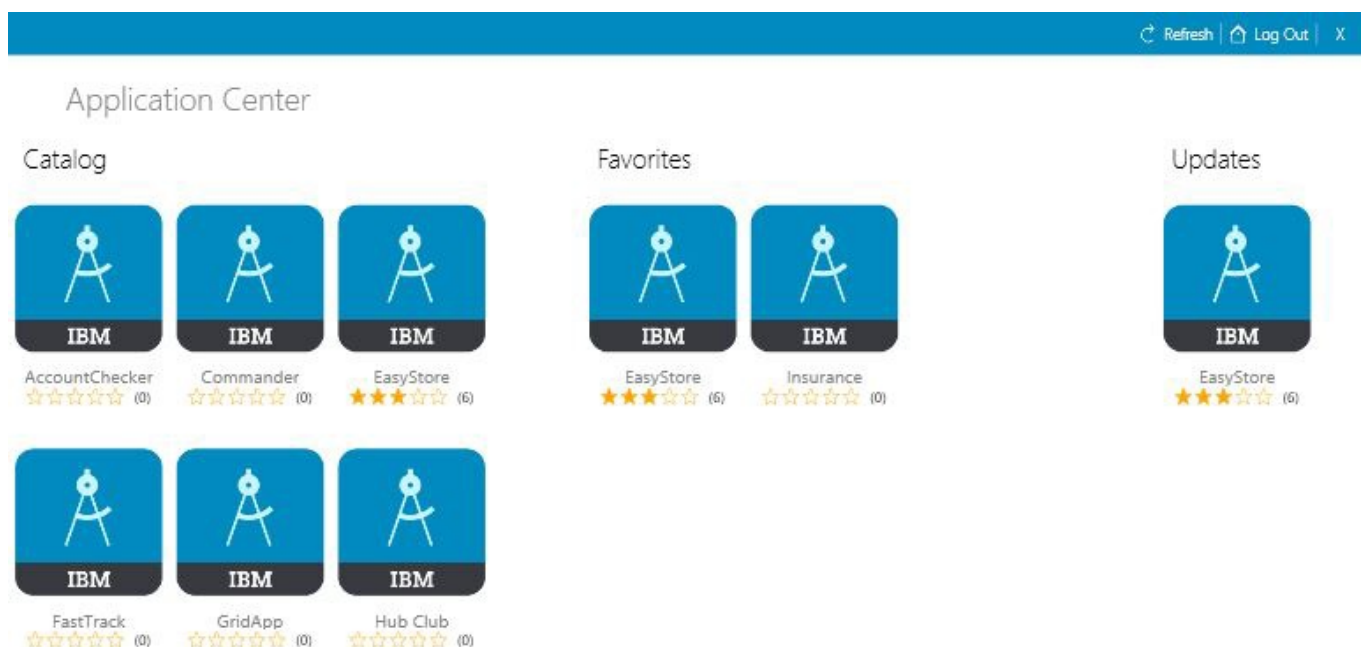 Refresh | Log Out | X
Application Center
Catalog
Favorites
Updates
IBM
IBM
IBM
IBM
IBM
IBM
AccountChecker
Commander
EasyStore
EasyStore
Insurance
EasyStore
(0)
(0)
(6)
(6)
(0)
(6)
IBM
IBM
IBM
FastTrack
GridApp
Hub Club
(0)
(0)
(0)